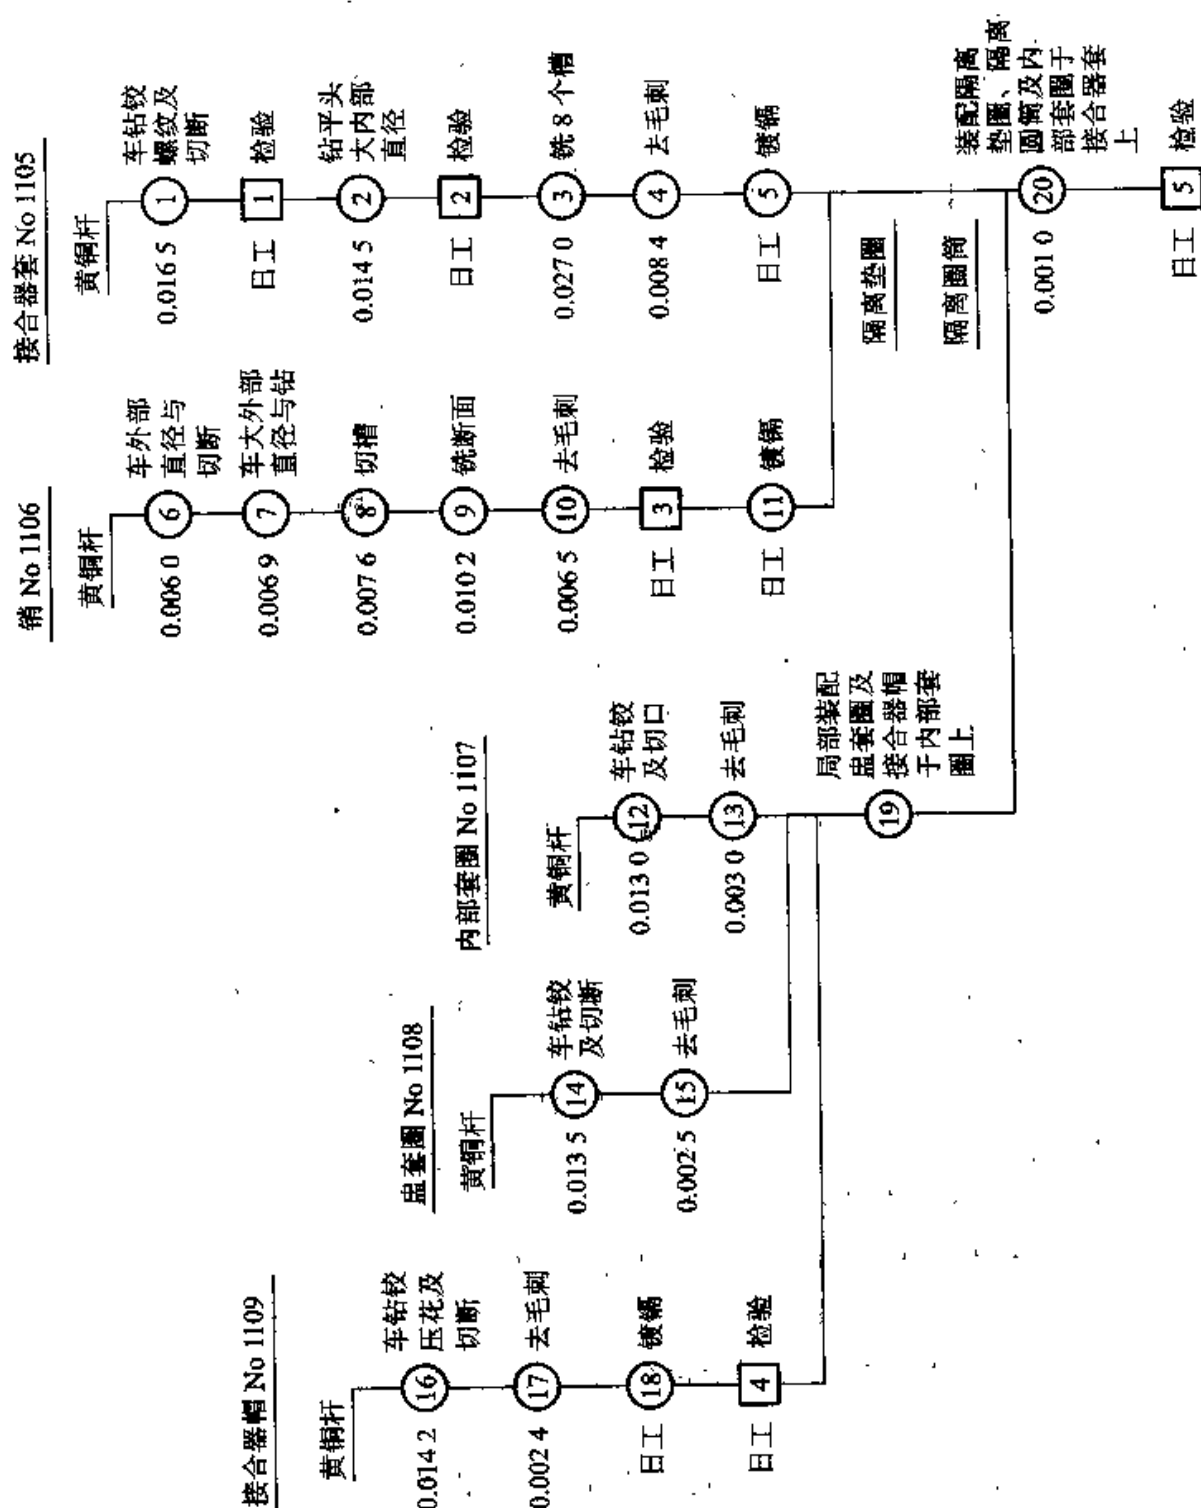 接合器套 No 1105
黄铜杆
0.016 5
1
车钻铰
螺纹及
切断
日工
1
检验
0.014 5
2
钻平头
大内部
直径
日工
2
检验
0.027 0
3
铣 8 个槽
0.008 4
4
去毛刺
日工
5
镀镉
隔离垫圈
隔离圈筒
0.001 0
20
装配隔离
垫圈、隔离
圆筒及内
部套圈于
接合器套
上
日工
5
检验
销 No 1106
黄铜杆
0.006 0
6
车外部
直径与
切断
0.006 9
7
车大外部
直径与钻
0.007 6
8
切槽
0.010 2
9
铣断面
0.006 5
10
去毛刺
日工
3
检验
日工
11
镀镉
内部套圈 No 1107
黄铜杆
0.013 0
12
车钻铰
及切口
0.003 0
13
去毛刺
19
局部装配
盅套圈及
接合器帽
于内部套
圈上
盅套圈 No 1108
黄铜杆
0.013 5
14
车钻铰
及切断
0.002 5
15
去毛刺
接合器帽 No 1109
黄铜杆
0.014 2
16
车钻铰
压花及
切断
0.002 4
17
去毛刺
日工
18
镀镉
日工
4
检验